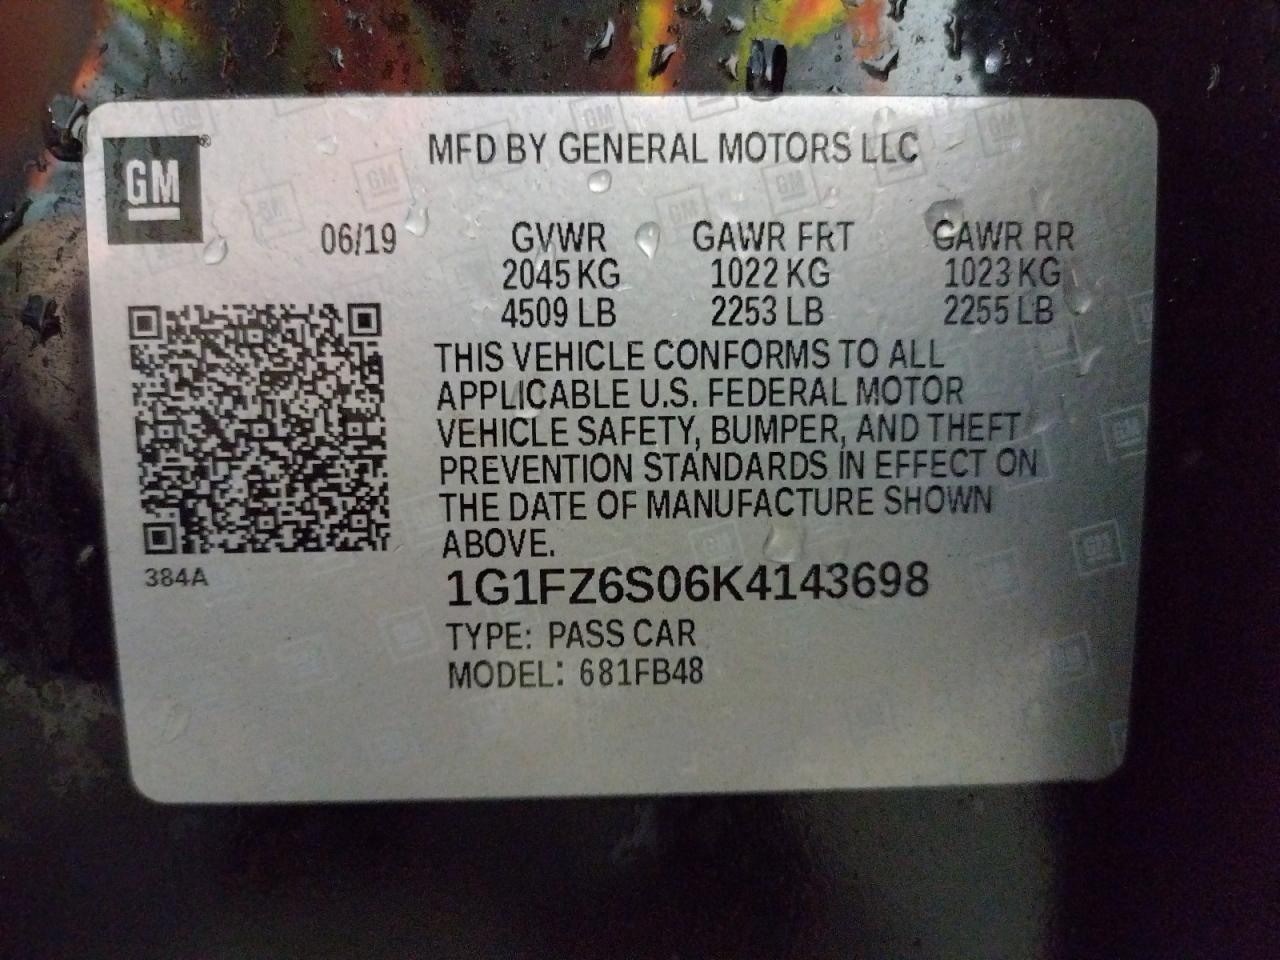 GM
MFD BY GENERAL MOTORS LLC
06/19
GVWR GAWR FRT GAWR RR
2045 KG 1022 KG 1023 KG
4509 LB 2253 LB 2255 LB
THIS VEHICLE CONFORMS TO ALL
APPLICABLE U.S. FEDERAL MOTOR
VEHICLE SAFETY, BUMPER, AND THEFT
PREVENTION STANDARDS IN EFFECT ON
THE DATE OF MANUFACTURE SHOWN
ABOVE.
384A
1G1FZ6S06K4143698
TYPE: PASS CAR
MODEL: 681FB48